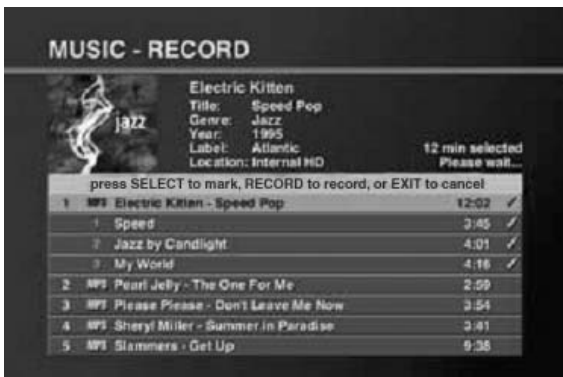 MUSIC - RECORD
jazz
Electric Kitten
Title: Speed Pop
Genre: Jazz
Year: 1995
Label: Atlantic
Location: Internal HD
12 min selected
Please wait...
press SELECT to mark, RECORD to record, or EXIT to cancel
1 MP3 Electric Kitten - Speed Pop 12:02 ✓
1 Speed 3:45 ✓
2 Jazz by Candlight 4:01 ✓
3 My World 4:16 ✓
2 MP3 Pearl Jelly - The One For Me 2:59
3 MP3 Please Please - Don't Leave Me Now 3:54
4 MP3 Sheryl Miller - Summer in Paradise 3:41
5 MP3 Slammers - Get Up 9:38